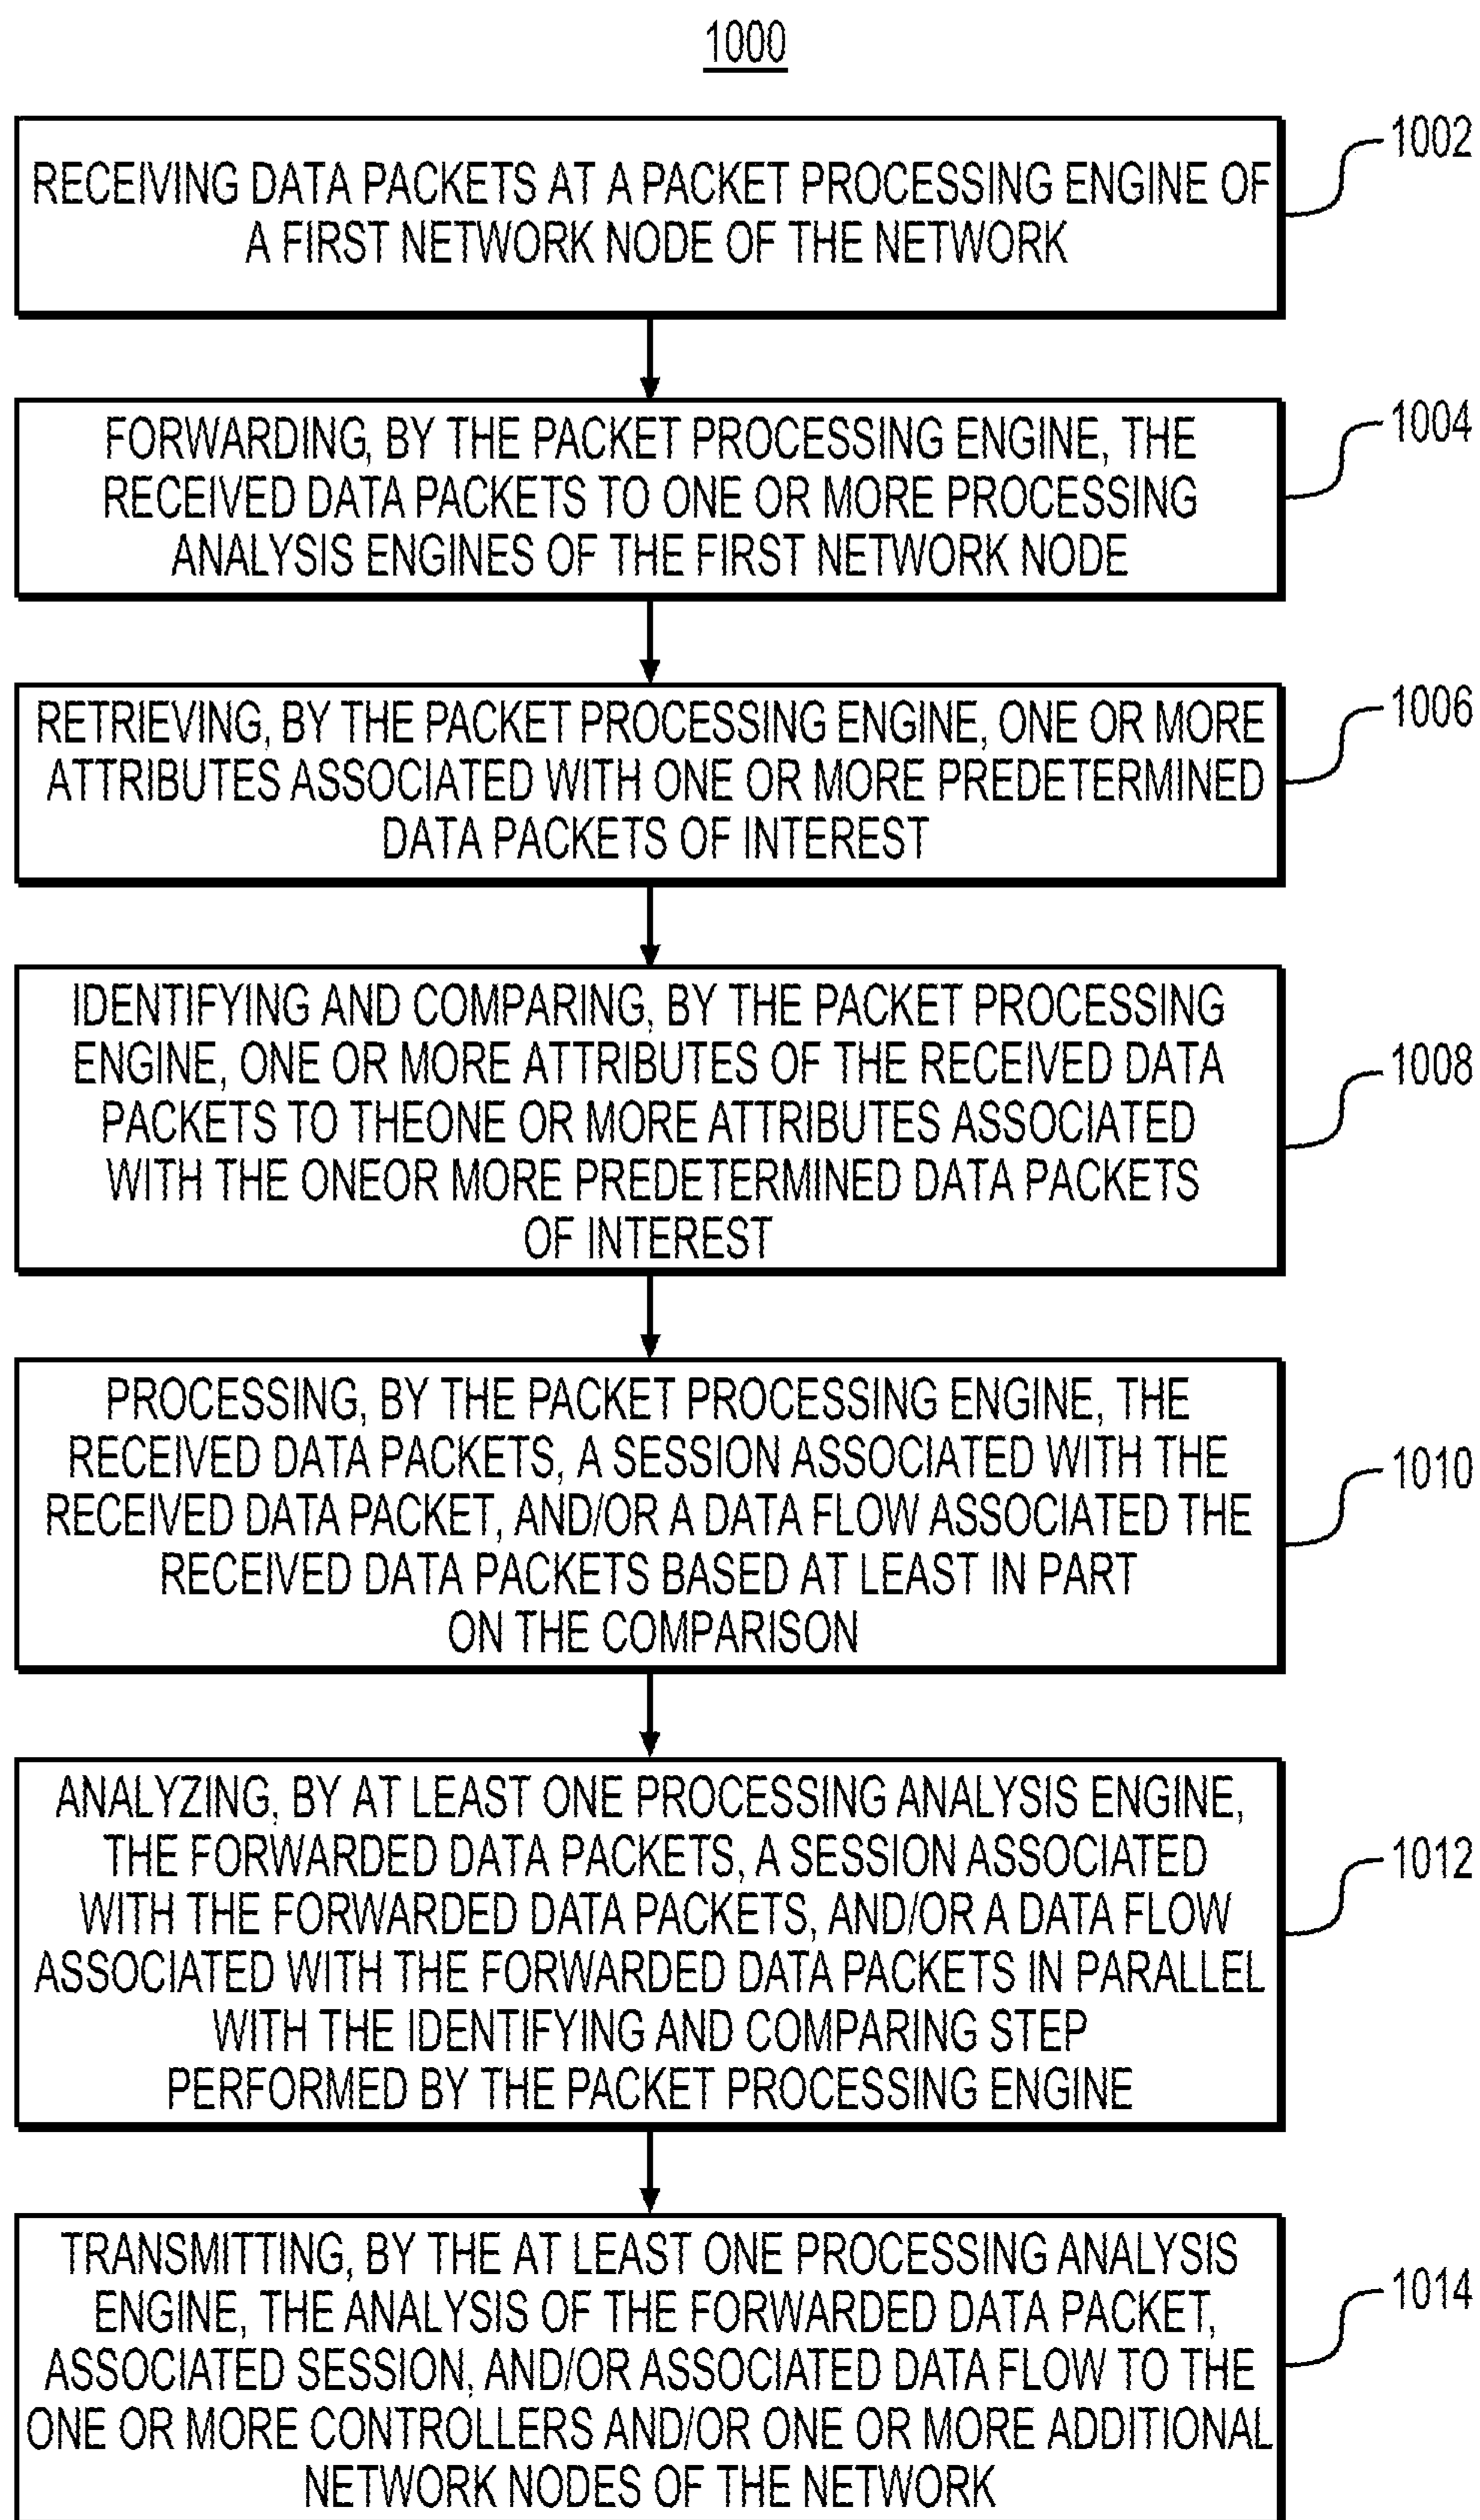 1000
RECEIVING DATA PACKETS AT A PACKET PROCESSING ENGINE OF
A FIRST NETWORK NODE OF THE NETWORK
1002
FORWARDING, BY THE PACKET PROCESSING ENGINE, THE
RECEIVED DATA PACKETS TO ONE OR MORE PROCESSING
ANALYSIS ENGINES OF THE FIRST NETWORK NODE
1004
RETRIEVING, BY THE PACKET PROCESSING ENGINE, ONE OR MORE
ATTRIBUTES ASSOCIATED WITH ONE OR MORE PREDETERMINED
DATA PACKETS OF INTEREST
1006
IDENTIFYING AND COMPARING, BY THE PACKET PROCESSING
ENGINE, ONE OR MORE ATTRIBUTES OF THE RECEIVED DATA
PACKETS TO THEONE OR MORE ATTRIBUTES ASSOCIATED
WITH THE ONEOR MORE PREDETERMINED DATA PACKETS
OF INTEREST
1008
PROCESSING, BY THE PACKET PROCESSING ENGINE, THE
RECEIVED DATA PACKETS, A SESSION ASSOCIATED WITH THE
RECEIVED DATA PACKET, AND/OR A DATA FLOW ASSOCIATED THE
RECEIVED DATA PACKETS BASED AT LEAST IN PART
ON THE COMPARISON
1010
ANALYZING, BY AT LEAST ONE PROCESSING ANALYSIS ENGINE,
THE FORWARDED DATA PACKETS, A SESSION ASSOCIATED
WITH THE FORWARDED DATA PACKETS, AND/OR A DATA FLOW
ASSOCIATED WITH THE FORWARDED DATA PACKETS IN PARALLEL
WITH THE IDENTIFYING AND COMPARING STEP
PERFORMED BY THE PACKET PROCESSING ENGINE
1012
TRANSMITTING, BY THE AT LEAST ONE PROCESSING ANALYSIS
ENGINE, THE ANALYSIS OF THE FORWARDED DATA PACKET,
ASSOCIATED SESSION, AND/OR ASSOCIATED DATA FLOW TO THE
ONE OR MORE CONTROLLERS AND/OR ONE OR MORE ADDITIONAL
NETWORK NODES OF THE NETWORK
1014